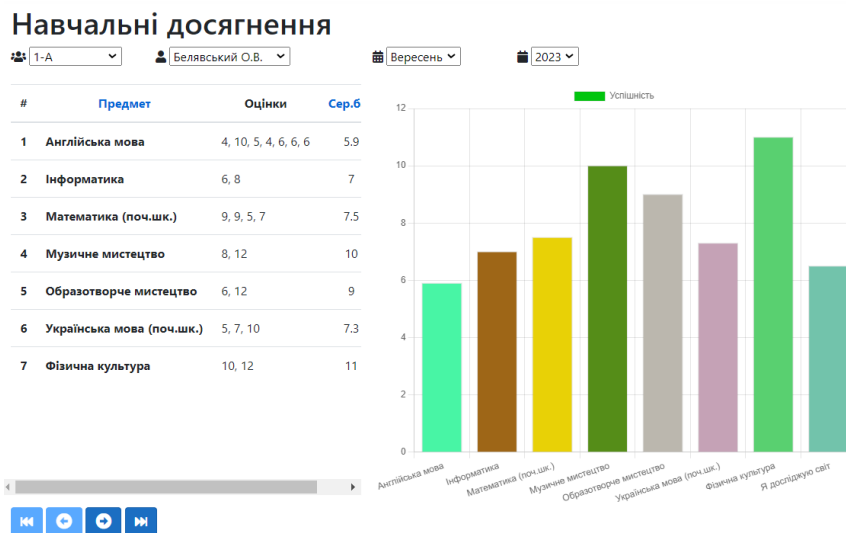 Навчальні досягнення
1-А Белявський О.В. Вересень 2023
# Предмет Оцінки Сер.б
1 Англійська мова 4, 10, 5, 4, 6, 6, 6 5.9
2 Інформатика 6, 8 7
3 Математика (поч.шк.) 9, 9, 5, 7 7.5
4 Музичне мистецтво 8, 12 10
5 Образотворче мистецтво 6, 12 9
6 Українська мова (поч.шк.) 5, 7, 10 7.3
7 Фізична культура 10, 12 11
Успішність
12
10
8
6
4
2
0
Англійська мова
Інформатика
Математика (поч.шк.)
Музичне мистецтво
Образотворче мистецтво
Українська мова (поч.шк.)
Фізична культура
Я досліджую світ